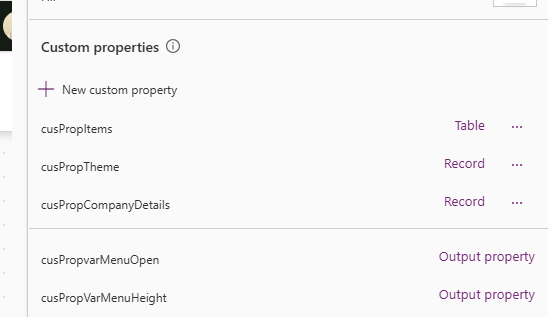 Custom properties
New custom property
cusPropItems Table ...
cusPropTheme Record ...
cusPropCompanyDetails Record ...
cusPropvarMenuOpen Output property
cusPropVarMenuHeight Output property